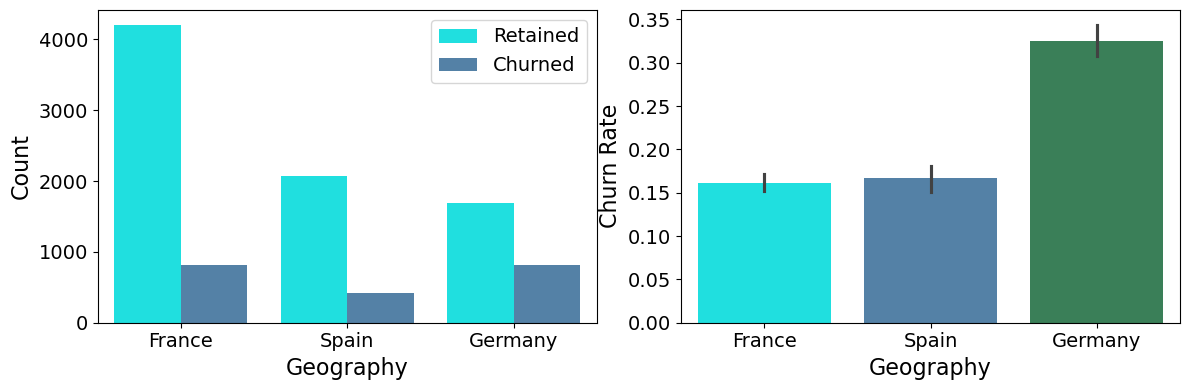 4000
3000
2000
1000
0
Count
Retained
Churned
France Spain Germany
Geography
0.35
0.30
0.25
0.20
0.15
0.10
0.05
0.00
Churn Rate
France Spain Germany
Geography